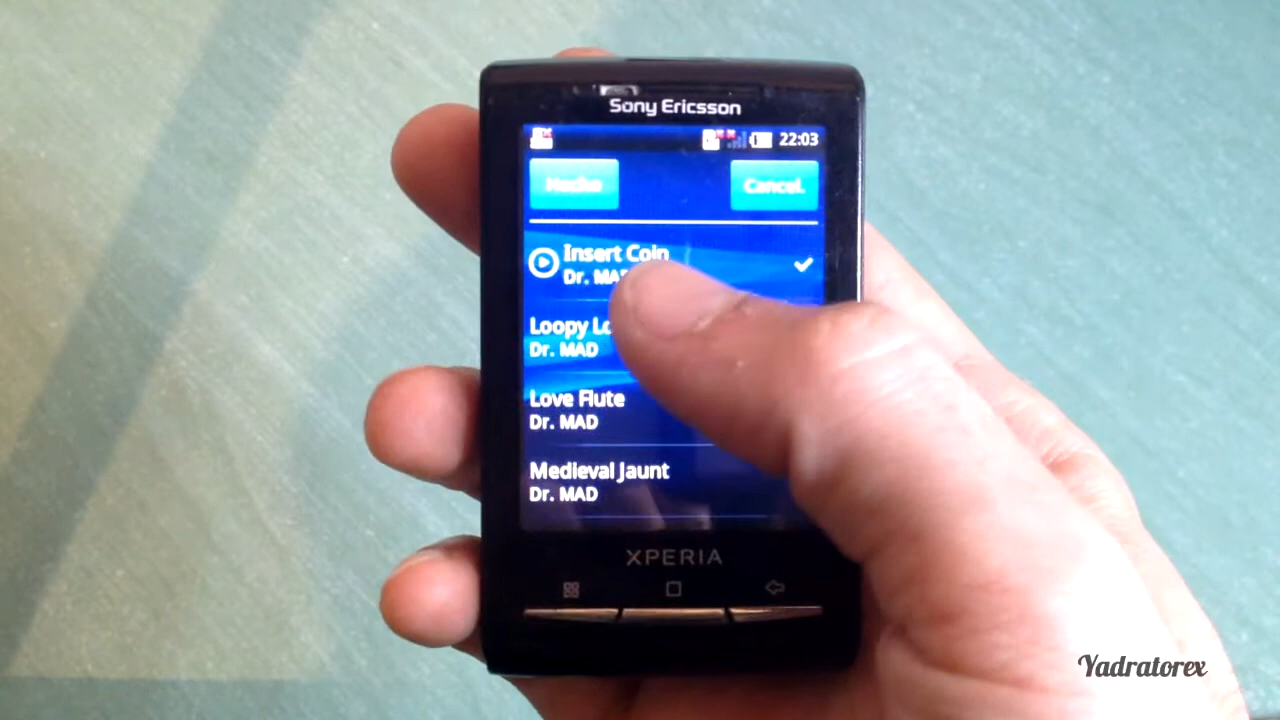 Sony Ericsson
22:03
Hecho
Cancel.
Insert Coin
Dr. MAD
Loopy
Dr. MAD
Love Flute
Dr. MAD
Medieval Jaunt
Dr. MAD
XPERIA
Yadratorex